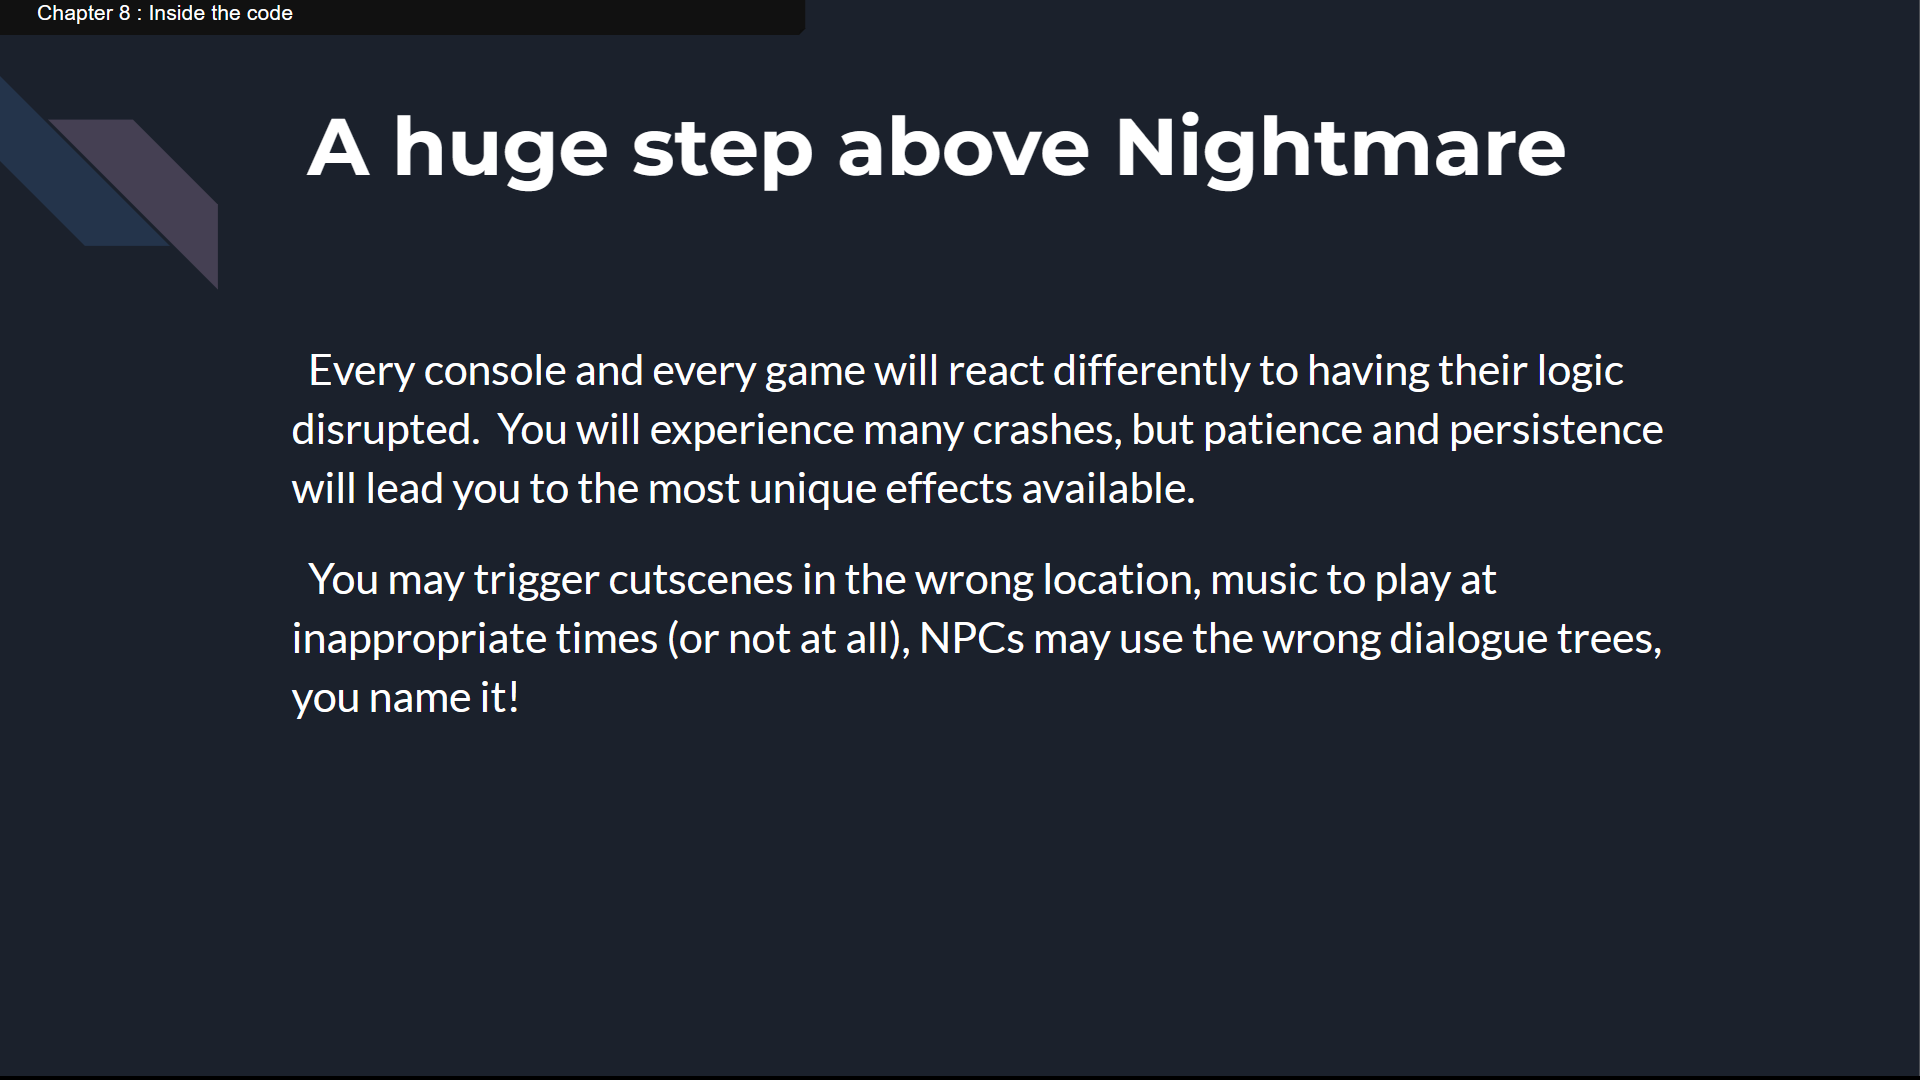 Chapter 8 : Inside the code
A huge step above Nightmare
Every console and every game will react differently to having their logic
disrupted.  You will experience many crashes, but patience and persistence
will lead you to the most unique effects available.
You may trigger cutscenes in the wrong location, music to play at
inappropriate times (or not at all), NPCs may use the wrong dialogue trees,
you name it!